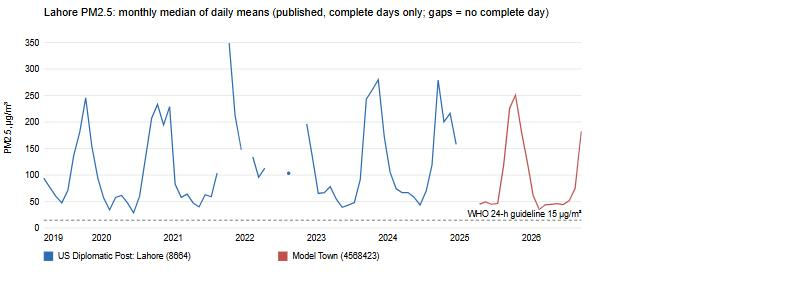 Lahore PM2.5: monthly median of daily means (published, complete days only; gaps = no complete day)
PM2.5, µg/m³
350
300
250
200
150
100
50
0
WHO 24-h guideline 15 µg/m³
2019 2020 2021 2022 2023 2024 2025 2026
US Diplomatic Post: Lahore (8664) Model Town (4568423)